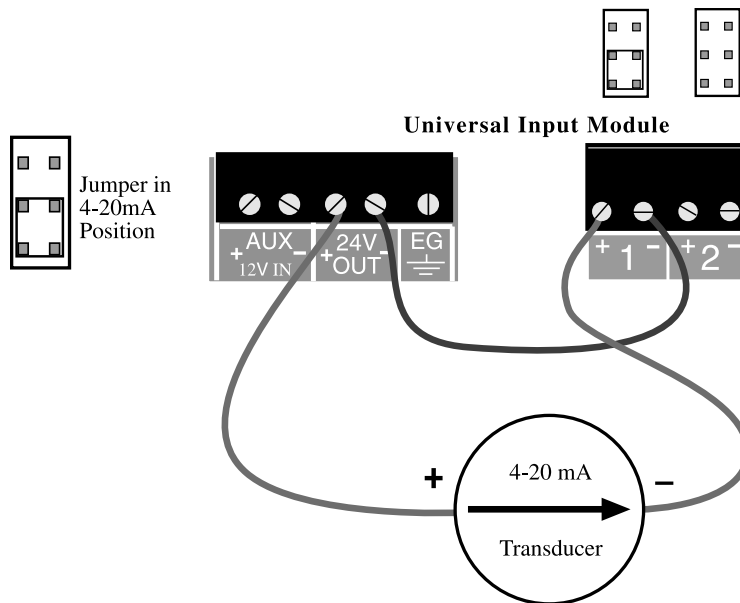 Universal Input Module
Jumper in
4-20mA
Position
+ AUX -
12V IN
+ 24V -
OUT
EG
+ 1 -
+ 2 -
+
4-20 mA
–
Transducer